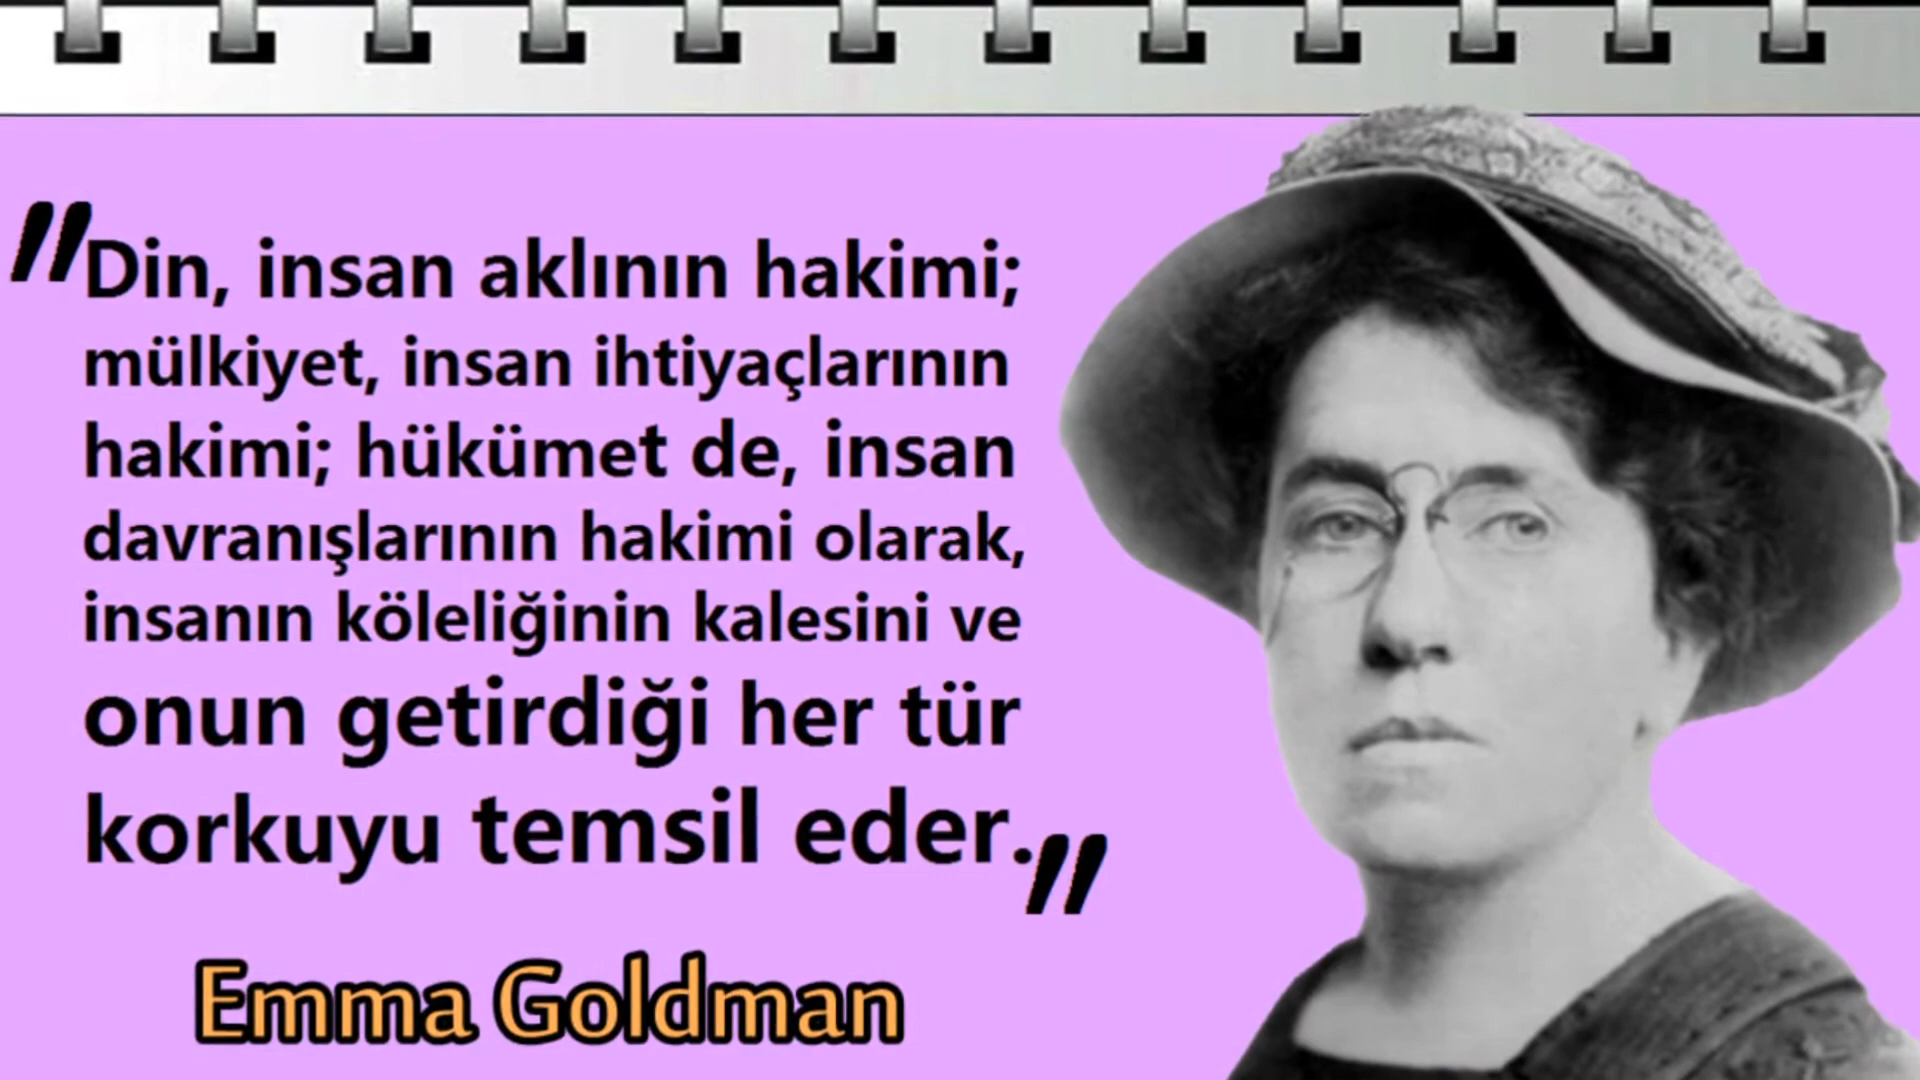 "Din, insan aklının hakimi;
mülkiyet, insan ihtiyaçlarının
hakimi; hükümet de, insan
davranışlarının hakimi olarak,
insanın köleliğinin kalesini ve
onun getirdiği her tür
korkuyu temsil eder."
Emma Goldman